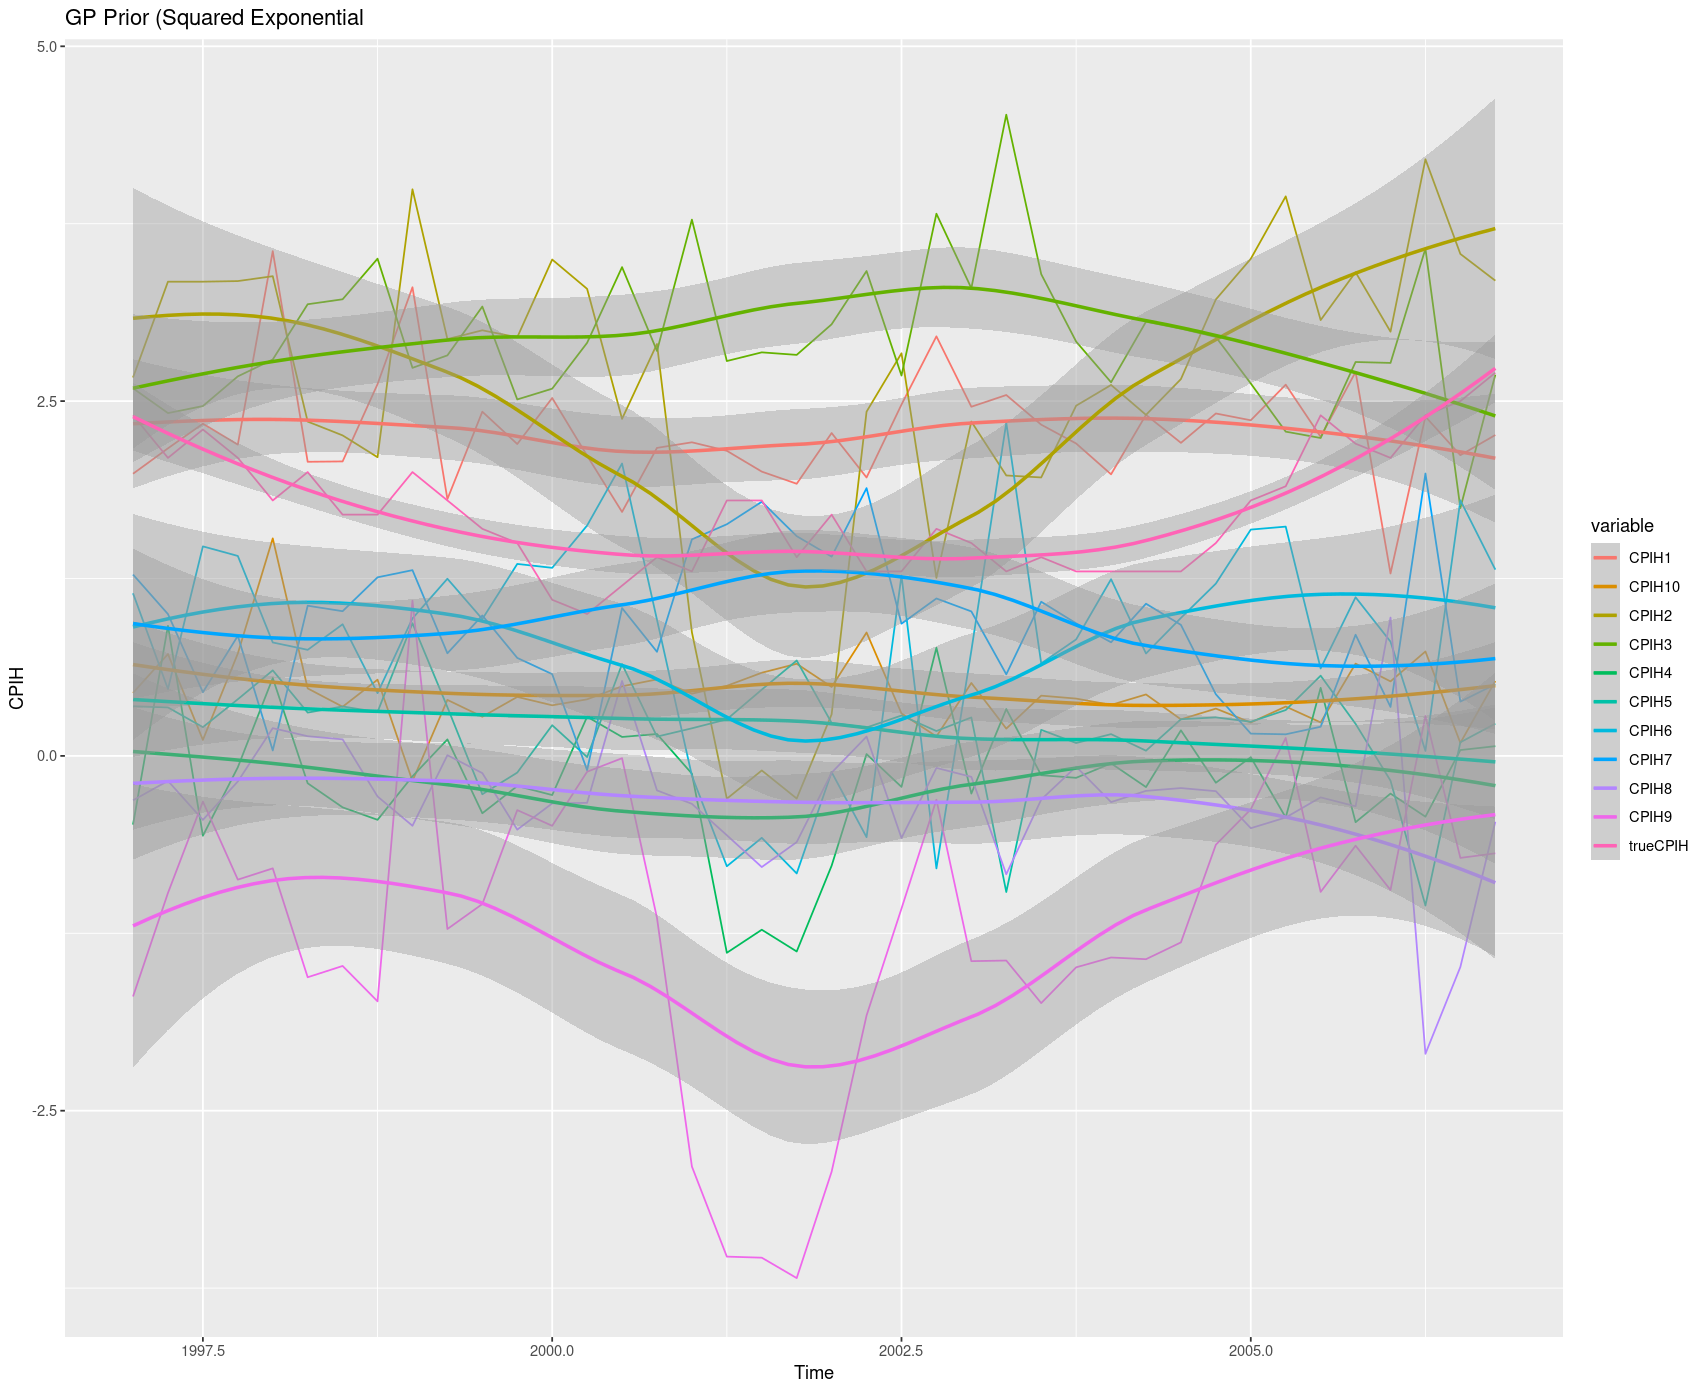 GP Prior (Squared Exponential
5.0
2.5
0.0
-2.5
CPIH
1997.5
2000.0
2002.5
2005.0
Time
variable
CPIH1
CPIH10
CPIH2
CPIH3
CPIH4
CPIH5
CPIH6
CPIH7
CPIH8
CPIH9
trueCPIH